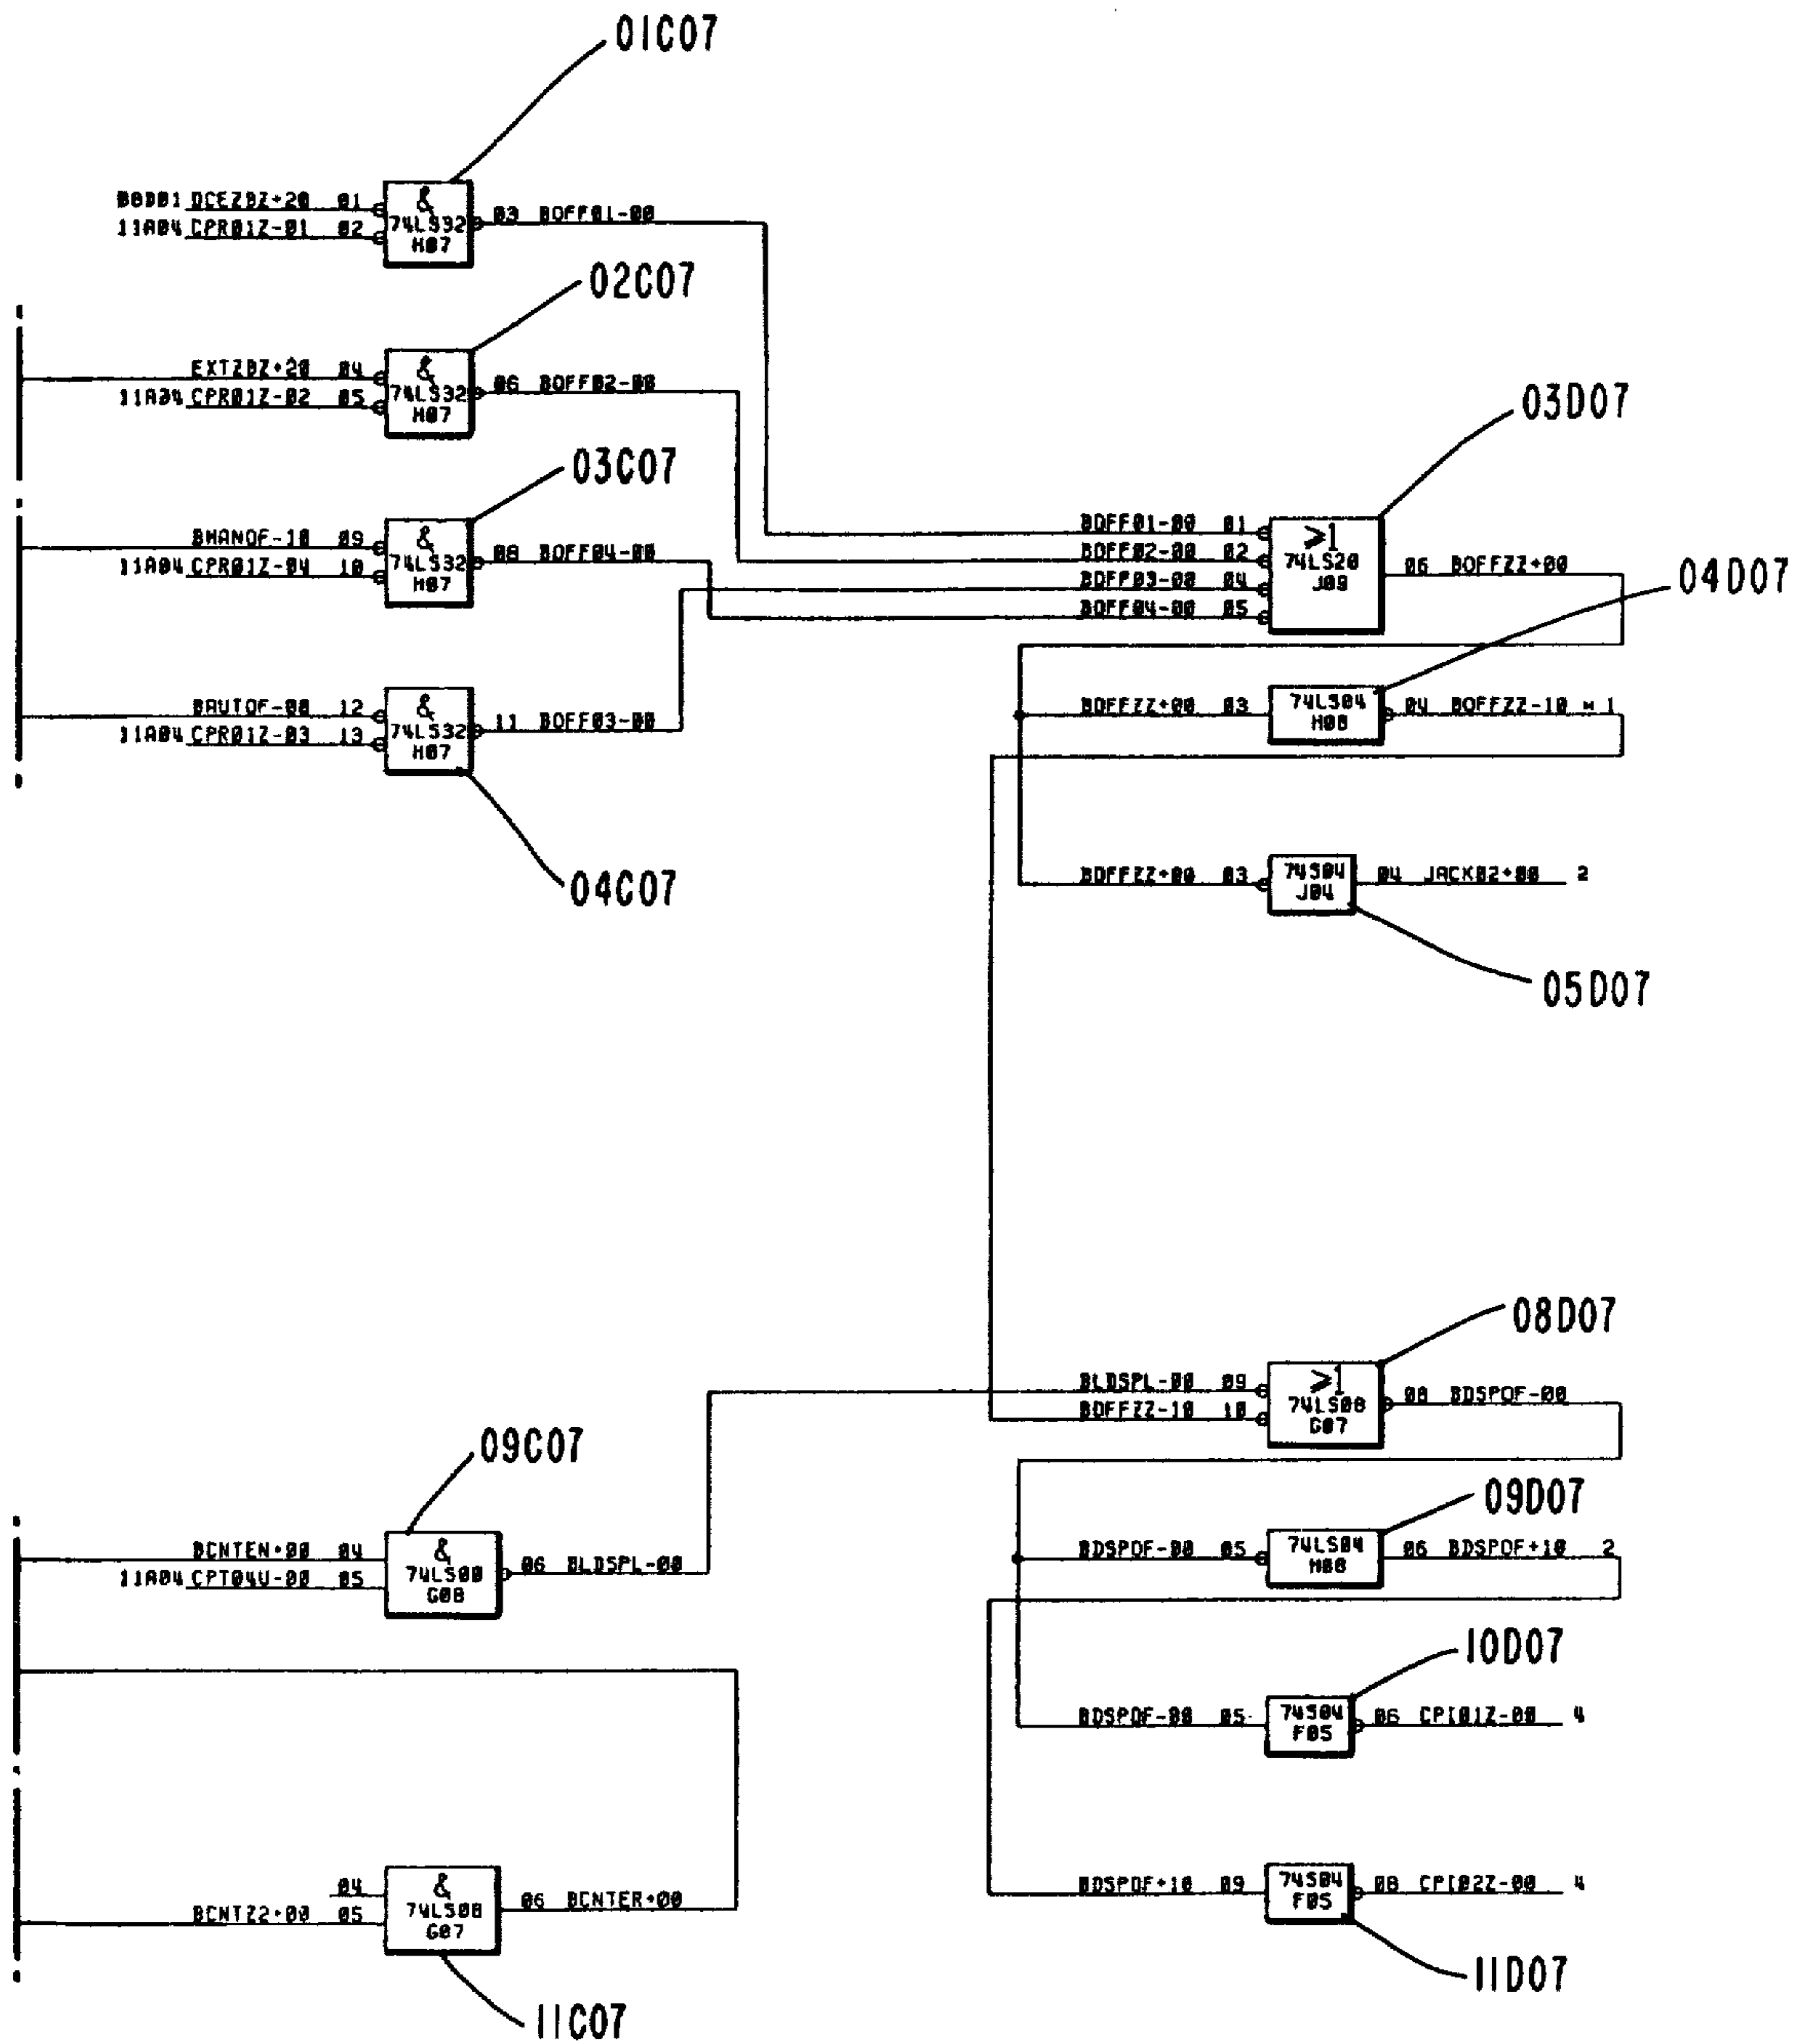 01C07
08D01 DCEZBZ+20 01
11A04 CPR01Z-01 02
&
74LS32
H07
03 BOFF01-00
02C07
EXTZBZ+20 04
11A04 CPR01Z-02 05
&
74LS32
H07
06 BOFF02-00
03C07
BMANOF-10 09
11A04 CPR01Z-04 10
&
74LS32
H07
08 BOFF04-00
BAUTOF-00 12
11A04 CPR01Z-03 13
&
74LS32
H07
11 BOFF03-00
04C07
03D07
BOFF01-00 01
BOFF02-00 02
BOFF03-00 04
BOFF04-00 05
≥1
74LS20
J09
06 BOFFZZ+00
04D07
BOFFZZ+00 03
74LS04
H08
04 BOFFZZ-10 * 1
BOFFZZ+00 03
74S04
J04
04 JACK02+00 2
05D07
08D07
BLDSPL-00 09
BOFFZZ-10 10
≥1
74LS08
G07
08 BDSPOF-00
09C07
BCNTEN+00 04
11A04 CPT04U-00 05
&
74LS00
G08
06 BLDSPL-00
09D07
BDSPOF-00 05
74LS04
H08
06 BDSPOF+10 2
10D07
BDSPOF-00 05
74S04
F05
06 CPI01Z-00 4
04
BCNTZ2+00 05
&
74LS08
G07
06 BCNTER+00
11C07
BDSPOF+10 09
74S04
F05
08 CPI02Z-00 4
11D07